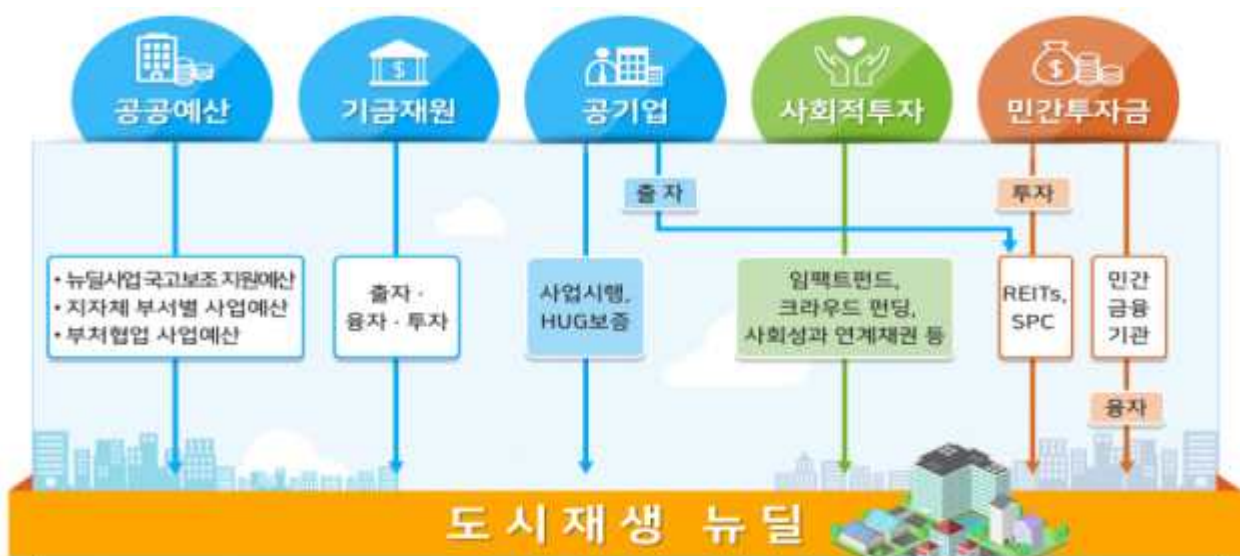 공공예산
기금재원
공기업
사회적투자
민간투자금
출 자
투자
• 뉴딜사업 국고보조 지원예산
• 지자체 부서별 사업예산
• 부처협업 사업예산
출자 ·
융자 · 투자
사업시행,
HUG보증
임팩트펀드,
크라우드 펀딩,
사회성과 연계채권 등
REITs,
SPC
민간
금융
기관
융자
도시재생 뉴딜